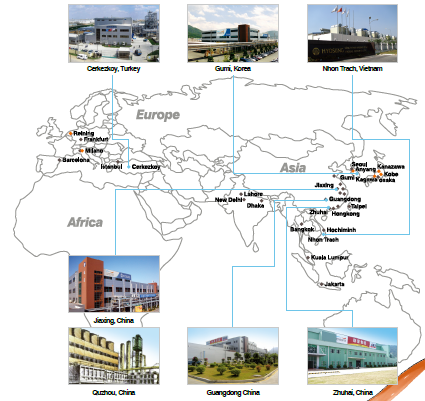 Cerkezkoy, Turkey
Gumi, Korea
Nhon Trach, Vietnam
Europe
Reining
Frankfurt
Milano
Barcelona
Istanbul
Cerkezkoy
Asia
Seoul
Anyang
Kanazawa
Gumi
Kobe
Kagawa
osaka
Jiaxing
Lahore
New Delhi
Dhaka
Guangdong
Taipei
Zhuhai
Hongkong
Africa
Bangkok
Hochiminh
Nhon Trash
Kuala Lumpur
Jakarta
Jiaxing, China
Quzhou, China
Guangdong China
Zhuhai, China